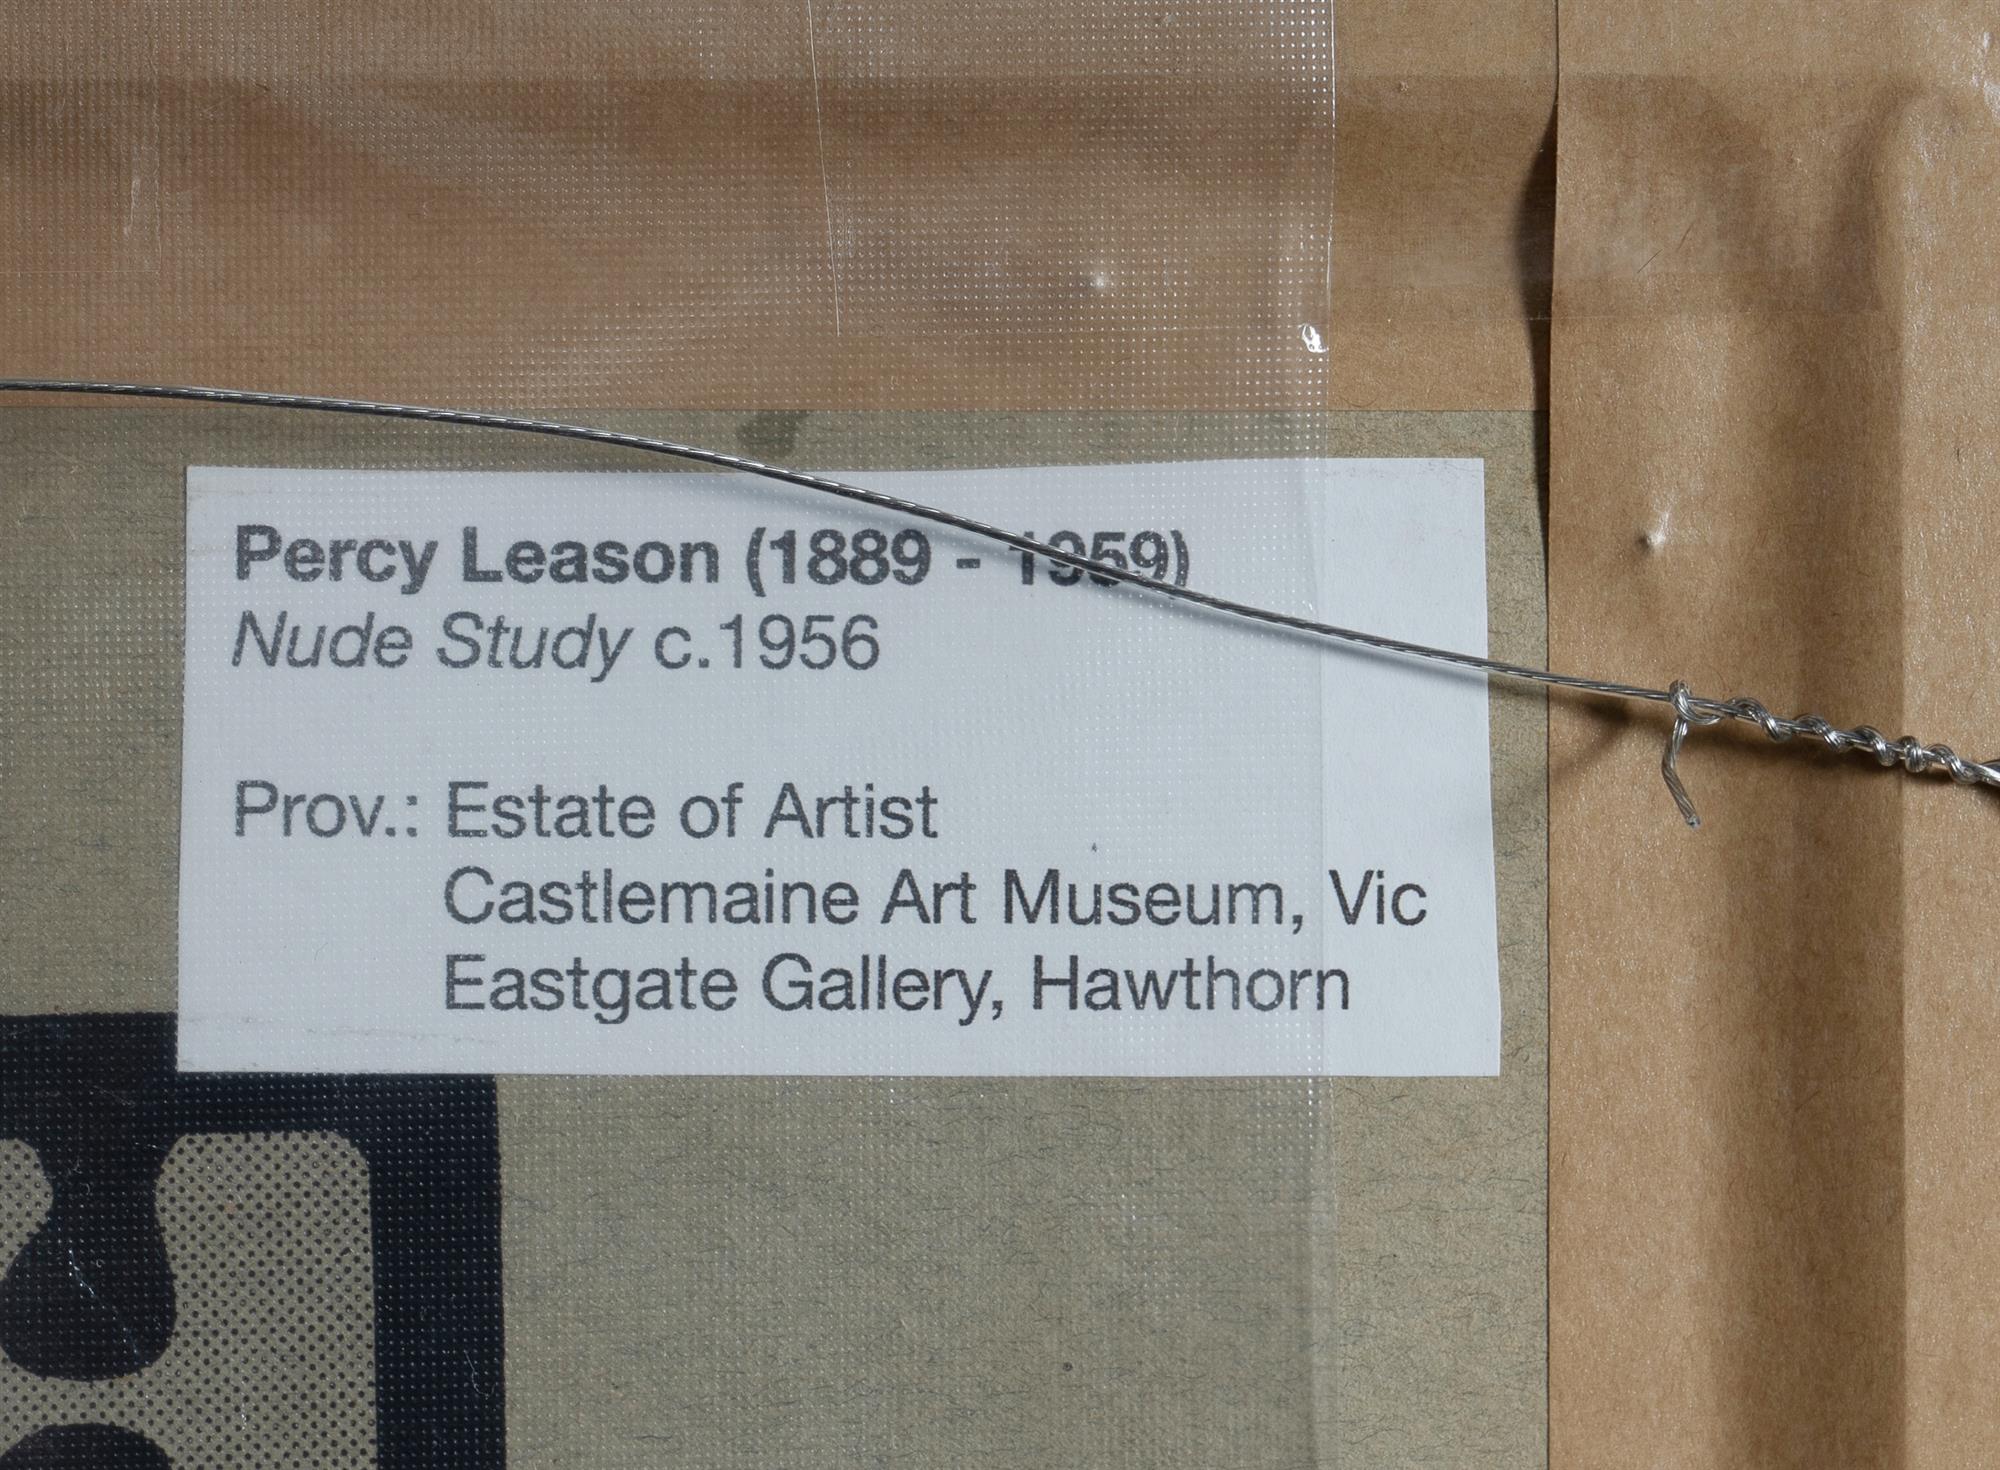 Percy Leason (1889 - 1959)
Nude Study c.1956
Prov.: Estate of Artist
Castlemaine Art Museum, Vic
Eastgate Gallery, Hawthorn